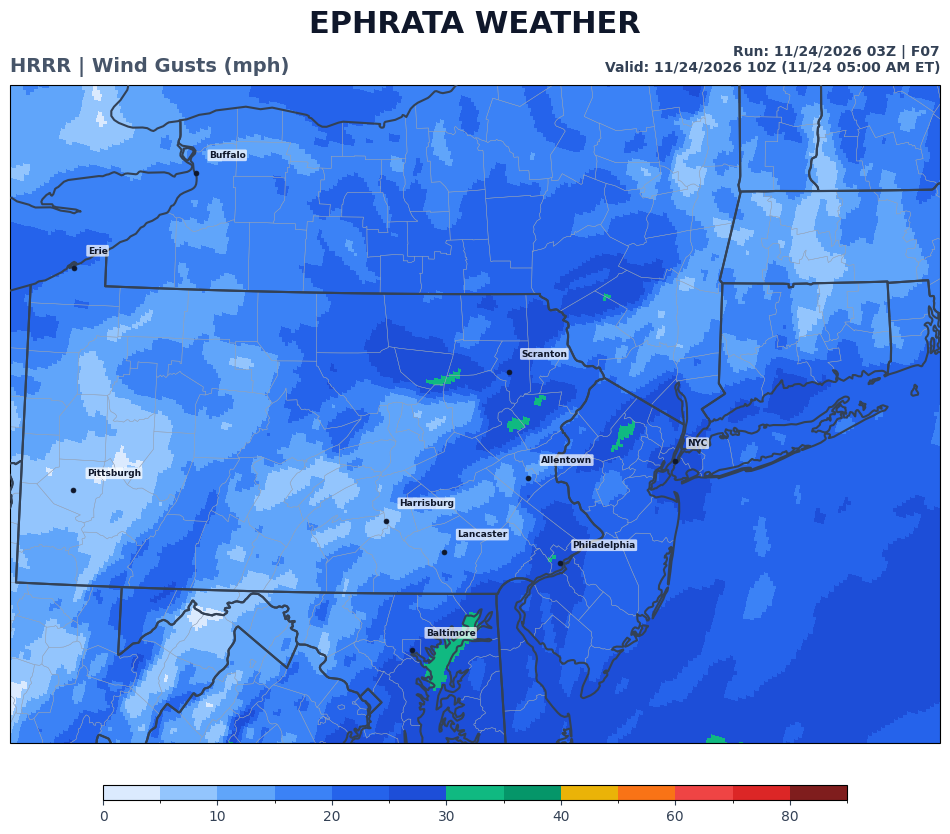 EPHRATA WEATHER
HRRR | Wind Gusts (mph)
Run: 11/24/2026 03Z | F07
Valid: 11/24/2026 10Z (11/24 05:00 AM ET)
Buffalo
Erie
Scranton
NYC
Allentown
Pittsburgh
Harrisburg
Lancaster
Philadelphia
Baltimore
0 10 20 30 40 50 60 70 80